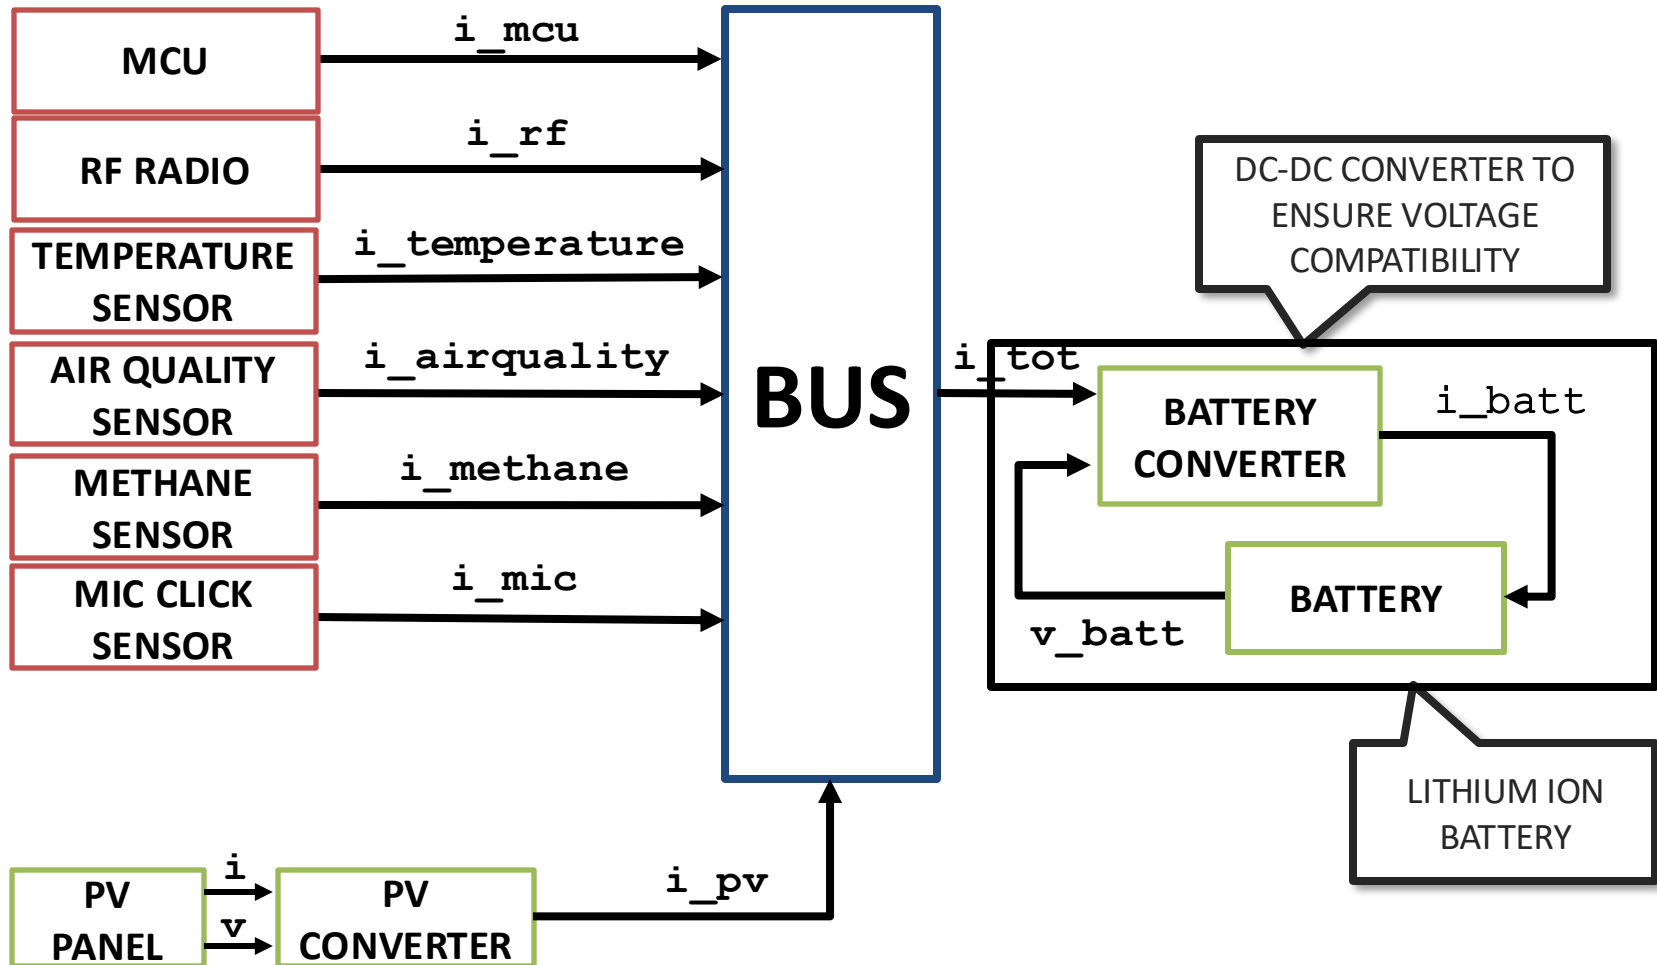 MCU
i_mcu
RF RADIO
i_rf
TEMPERATURE
SENSOR
i_temperature
AIR QUALITY
SENSOR
i_airquality
METHANE
SENSOR
i_methane
MIC CLICK
SENSOR
i_mic
BUS
i_tot
DC-DC CONVERTER TO
ENSURE VOLTAGE
COMPATIBILITY
BATTERY
CONVERTER
i_batt
BATTERY
v_batt
LITHIUM ION
BATTERY
PV
PANEL
i
v
PV
CONVERTER
i_pv